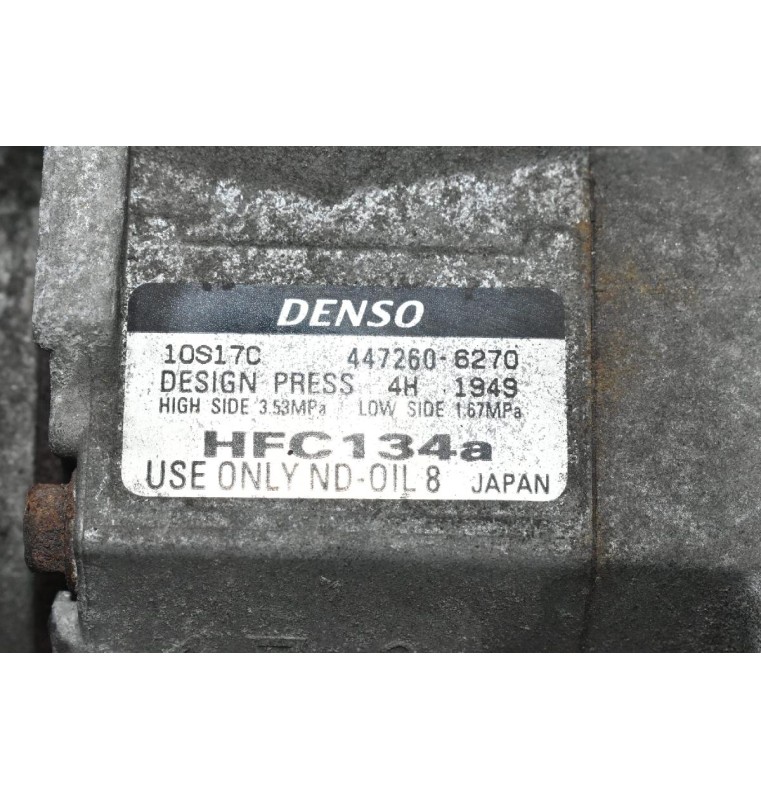 DENSO
10S17C 447260-6270
DESIGN PRESS 4H 1949
HIGH SIDE 3.53MPa / LOW SIDE 1.67MPa
HFC134a
USE ONLY ND-OIL 8 JAPAN